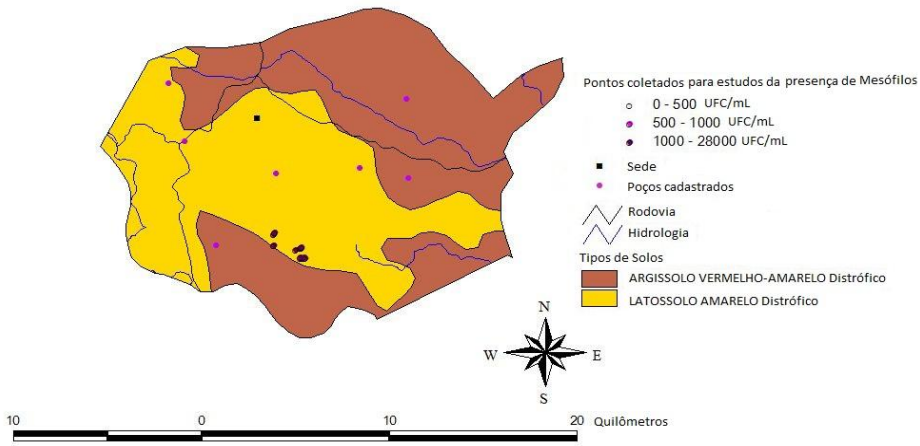 Pontos coletados para estudos da presença de Mesófilos
0 - 500 UFC/mL
500 - 1000 UFC/mL
1000 - 28000 UFC/mL
Sede
Poços cadastrados
Rodovia
Hidrologia
Tipos de Solos
ARGISSOLO VERMELHO-AMARELO Distrófico
LATOSSOLO AMARELO Distrófico
N
W E
S
10 0 10 20 Quilômetros